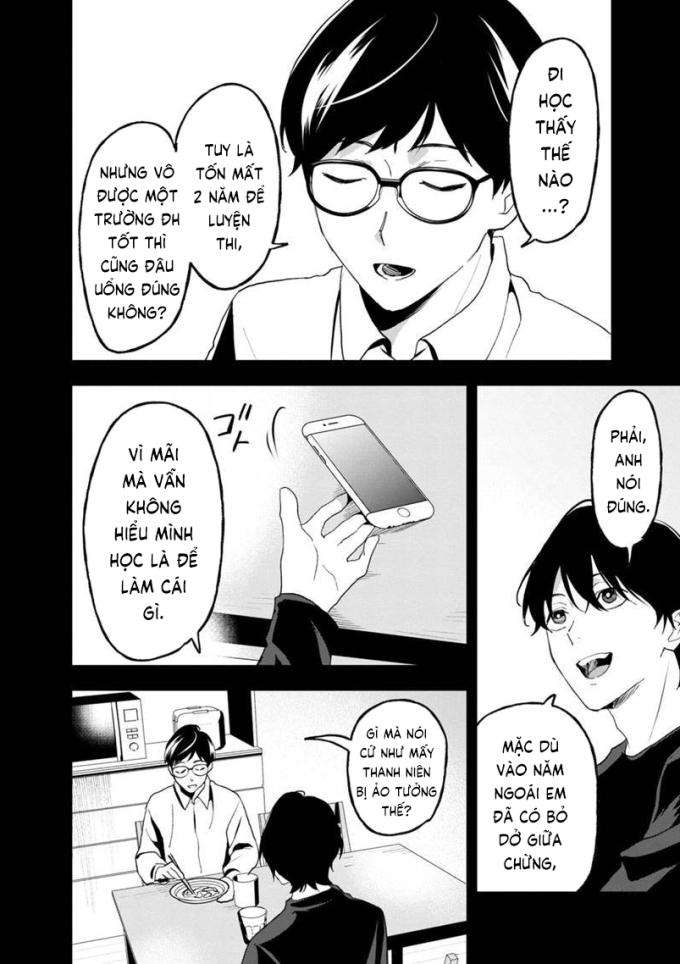 ĐI
HỌC
THẤY
THẾ
NÀO
...?
TUY LÀ
TỐN MẤT
2 NĂM ĐỂ
LUYỆN
THI,
NHƯNG VÔ
ĐƯỢC MỘT
TRƯỜNG ĐH
TỐT THÌ
CŨNG ĐÂU
UỔNG ĐÚNG
KHÔNG?
PHẢI,
ANH
NÓI
ĐÚNG.
MẶC DÙ
VÀO NĂM
NGOÁI EM
ĐÃ CÓ BỎ
DỞ GIỮA
CHỪNG,
ゴト
VÌ MÃI
MÀ VẪN
KHÔNG
HIỂU MÌNH
HỌC LÀ ĐỂ
LÀM CÁI
GÌ.
GÌ MÀ NÓI
CỨ NHƯ MẤY
THANH NIÊN
BỊ ẢO TƯỞNG
THẾ?